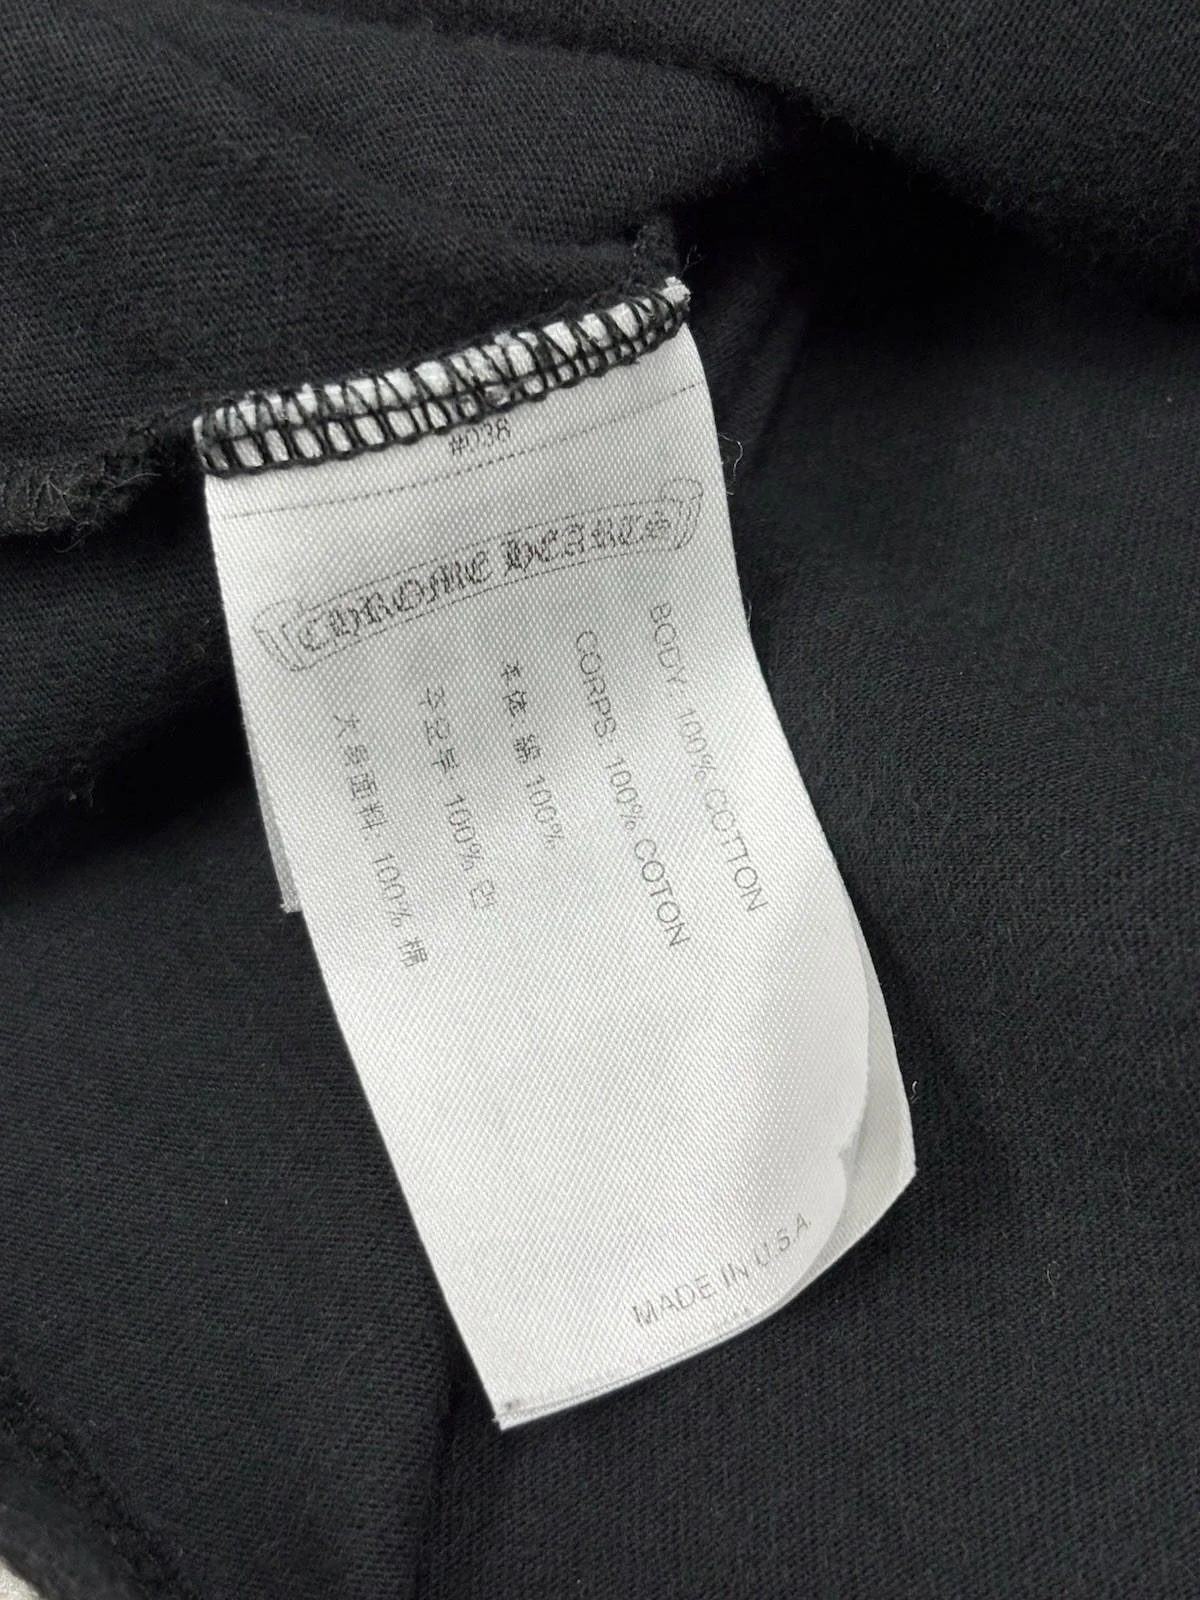 #038
CHROME HEARTS
BODY: 100% COTTON
CORPS: 100% COTON
本体 綿 100%
주요부 100% 면
大身面料: 100% 棉
MADE IN U.S.A.